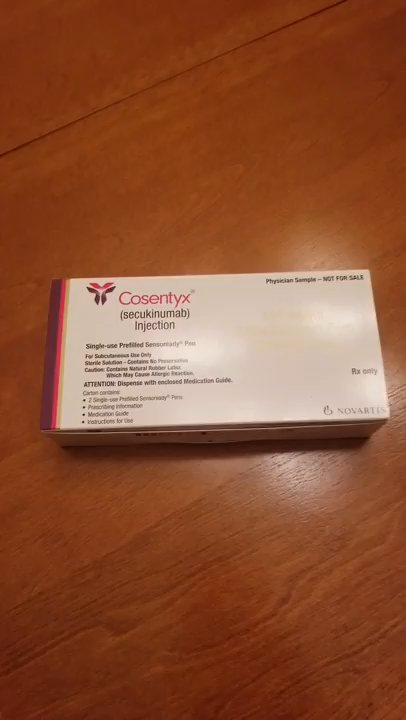 Physician Sample – NOT FOR SALE
Cosentyx®
(secukinumab)
Injection
Single-use Prefilled Sensoready® Pen
For Subcutaneous Use Only
Sterile Solution - Contains No Preservative
Caution: Contains Natural Rubber Latex
Which May Cause Allergic Reaction.
ATTENTION: Dispense with enclosed Medication Guide.
Carton contains:
• 2 Single-use Prefilled Sensoready® Pens
• Prescribing Information
• Medication Guide
• Instructions for Use
Rx only
NOVARTIS